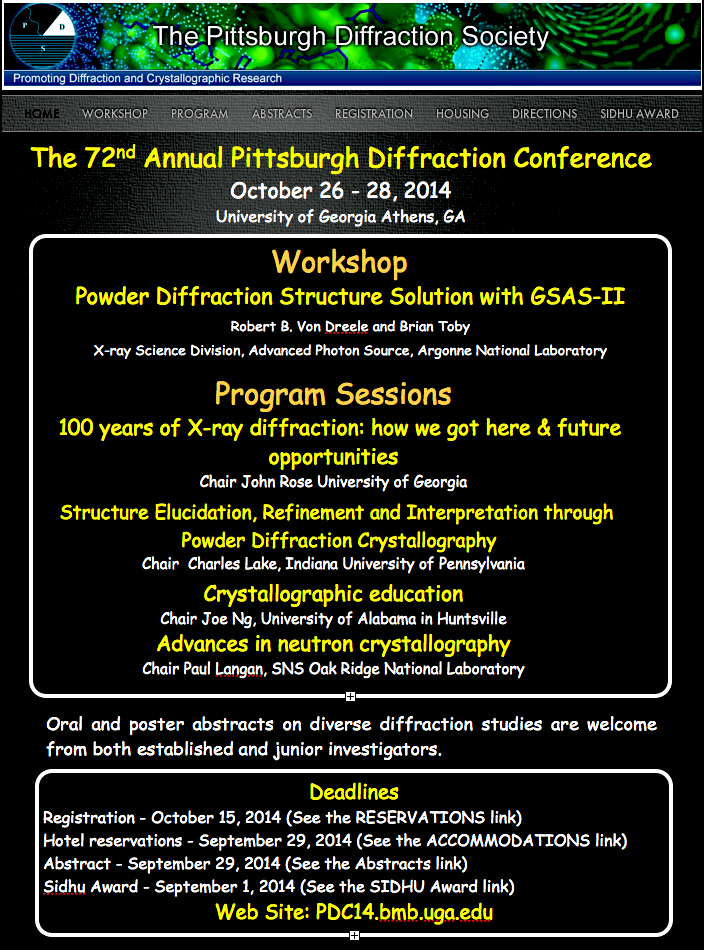 P D
S
The Pittsburgh Diffraction Society
Promoting Diffraction and Crystallographic Research
HOME WORKSHOP PROGRAM ABSTRACTS REGISTRATION HOUSING DIRECTIONS SIDHU AWARD
The 72nd Annual Pittsburgh Diffraction Conference
October 26 - 28, 2014
University of Georgia Athens, GA
Workshop
Powder Diffraction Structure Solution with GSAS-II
Robert B. Von Dreele and Brian Toby
X-ray Science Division, Advanced Photon Source, Argonne National Laboratory
Program Sessions
100 years of X-ray diffraction: how we got here & future
opportunities
Chair John Rose University of Georgia
Structure Elucidation, Refinement and Interpretation through
Powder Diffraction Crystallography
Chair Charles Lake, Indiana University of Pennsylvania
Crystallographic education
Chair Joe Ng, University of Alabama in Huntsville
Advances in neutron crystallography
Chair Paul Langan, SNS Oak Ridge National Laboratory
Oral and poster abstracts on diverse diffraction studies are welcome
from both established and junior investigators.
Deadlines
Registration - October 15, 2014 (See the RESERVATIONS link)
Hotel reservations - September 29, 2014 (See the ACCOMMODATIONS link)
Abstract - September 29, 2014 (See the Abstracts link)
Sidhu Award - September 1, 2014 (See the SIDHU Award link)
Web Site: PDC14.bmb.uga.edu